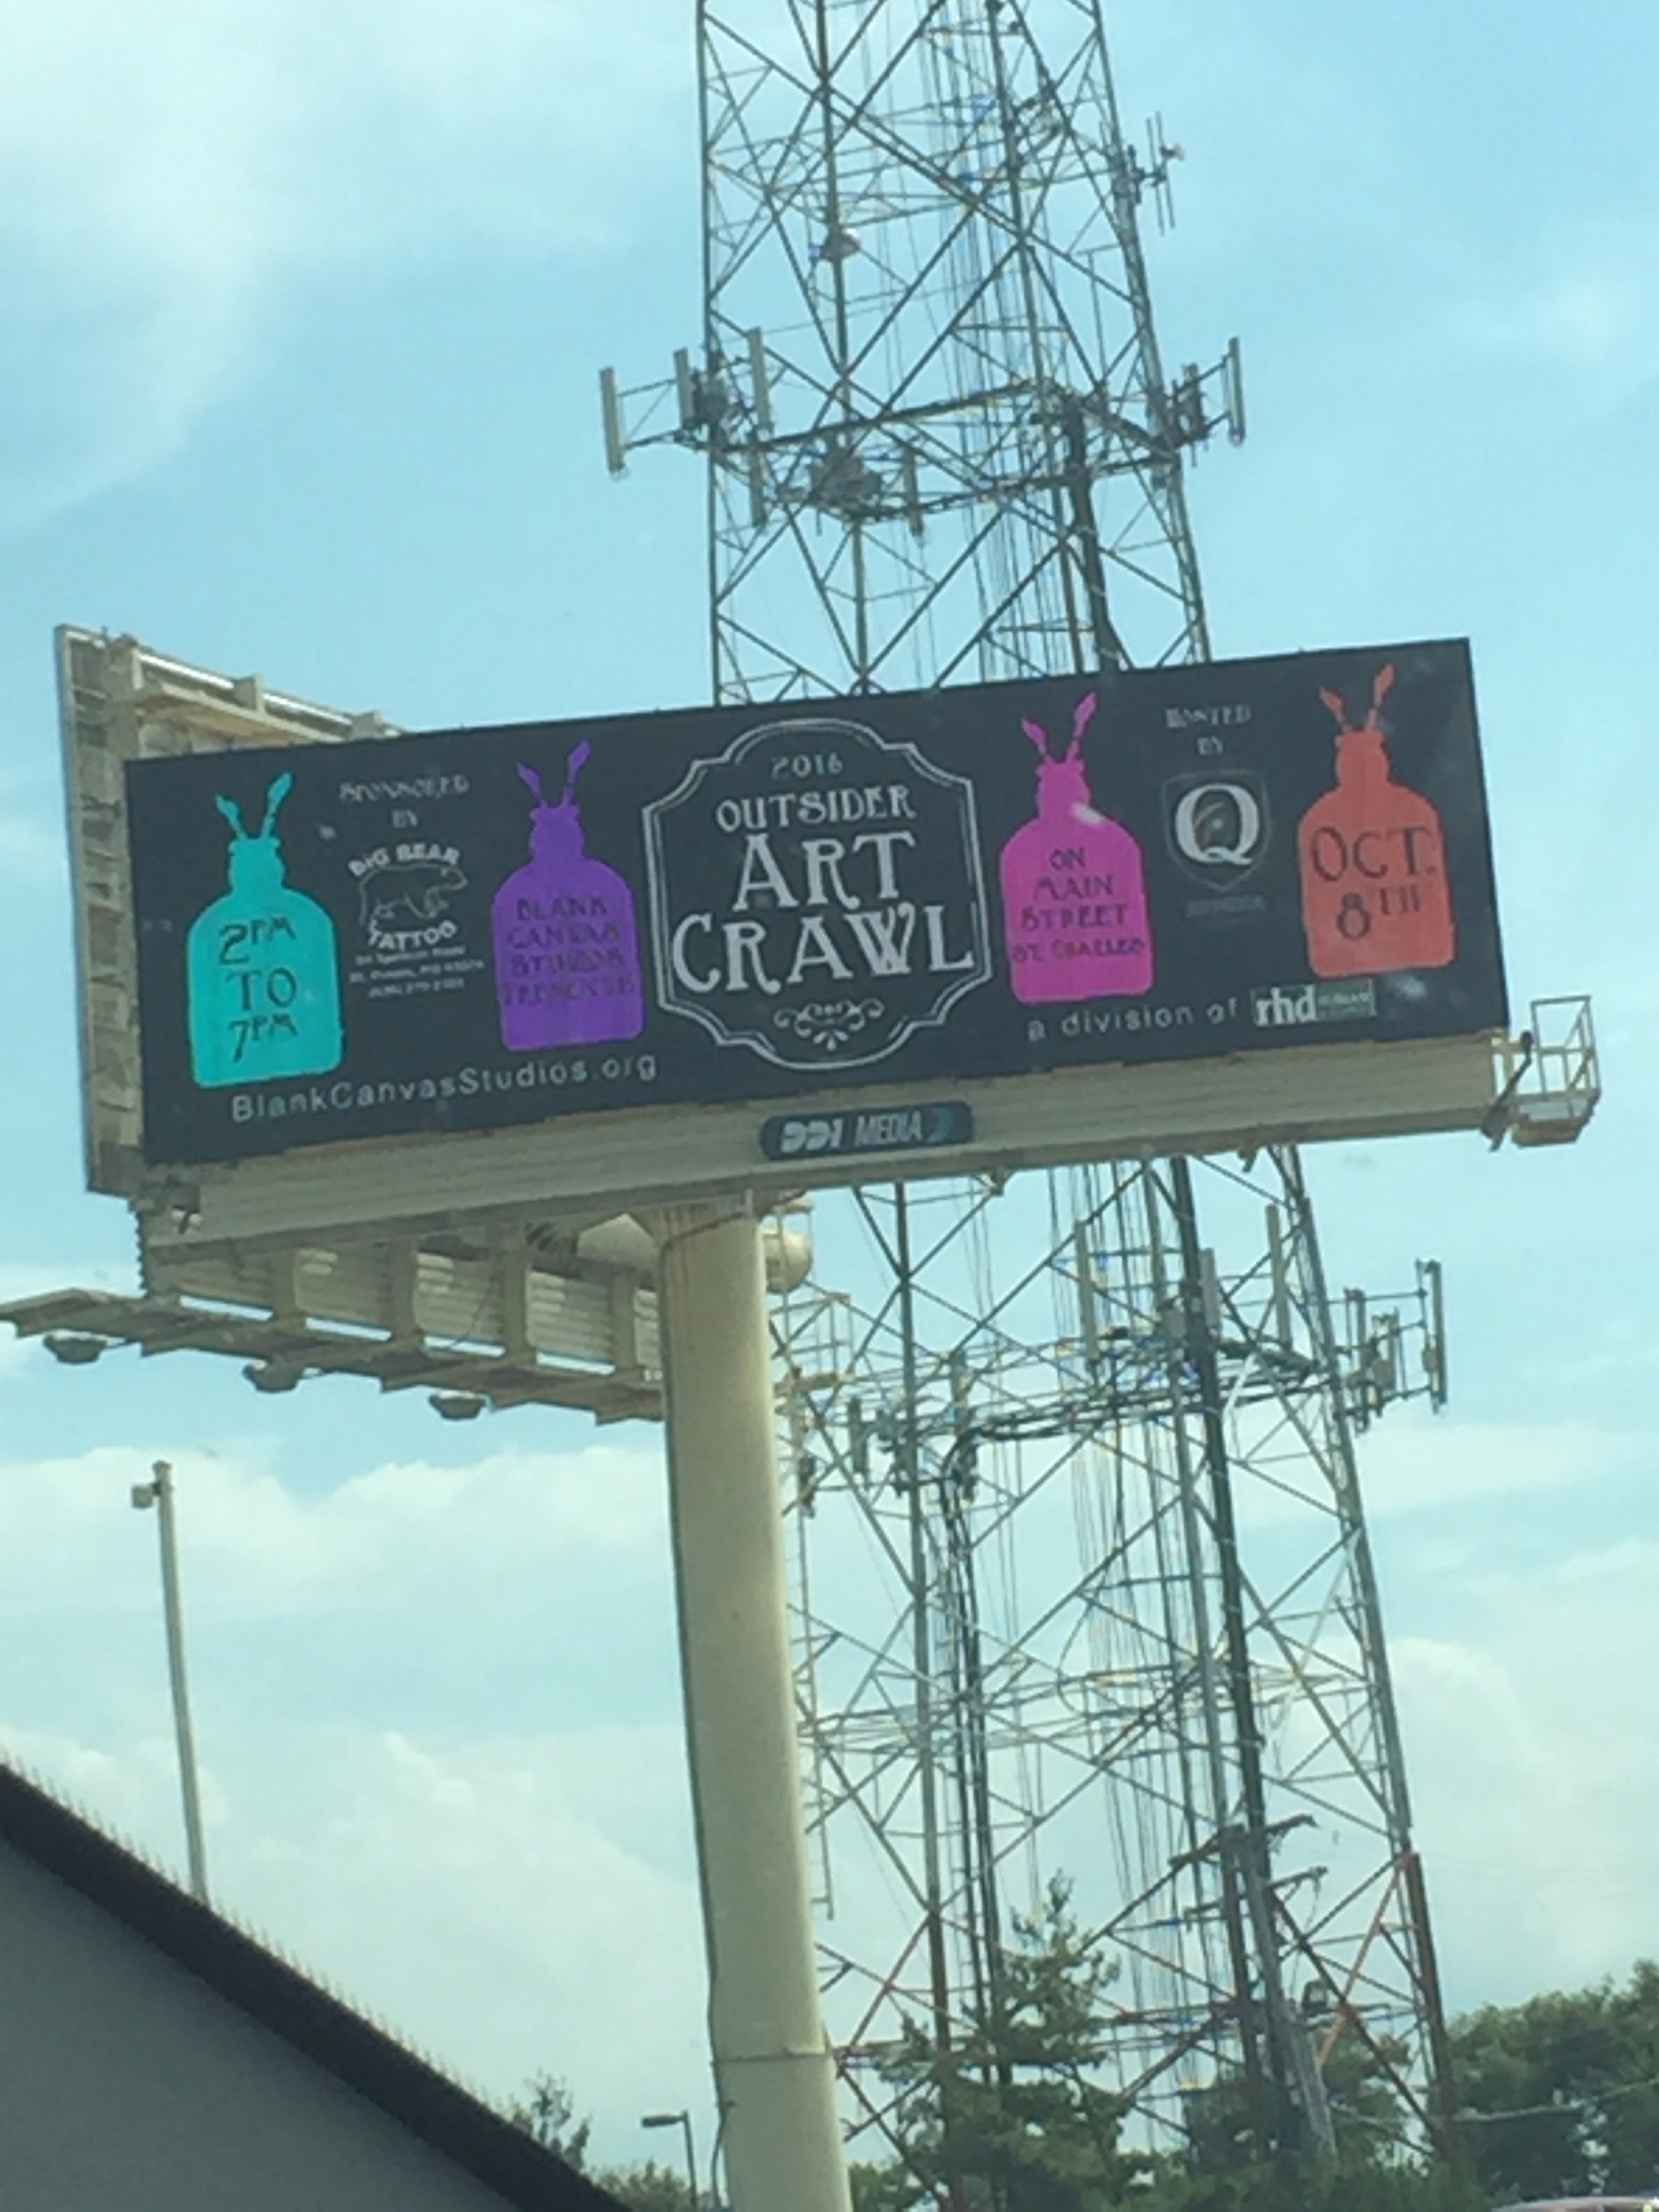 2PM
TO
7PM
SPONSORED
BY
BIG BEAR
TATTOO
BLANK
CANVAS
STUDIOS
PRESENTS
BlankCanvasStudios.org
2016
OUTSIDER
ART
CRAWL
ON
MAIN
STREET
ST. CHARLES
HOSTED
BY
Q
OCT.
8TH
a division of rhd
DDI MEDIA